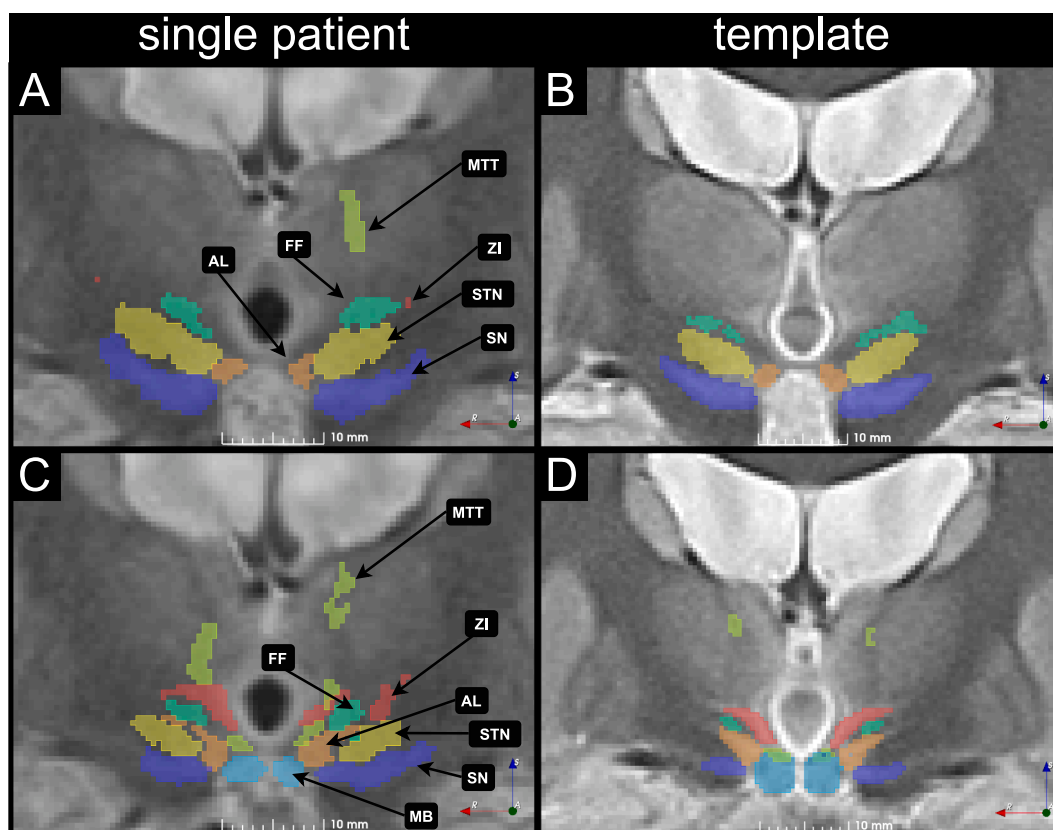 single patient
template
A
B
MTT
FF
ZI
AL
STN
SN
10 mm
R
S
A
10 mm
R
S
A
C
D
MTT
ZI
FF
AL
STN
SN
MB
10 mm
R
S
A
10 mm
R
S
A